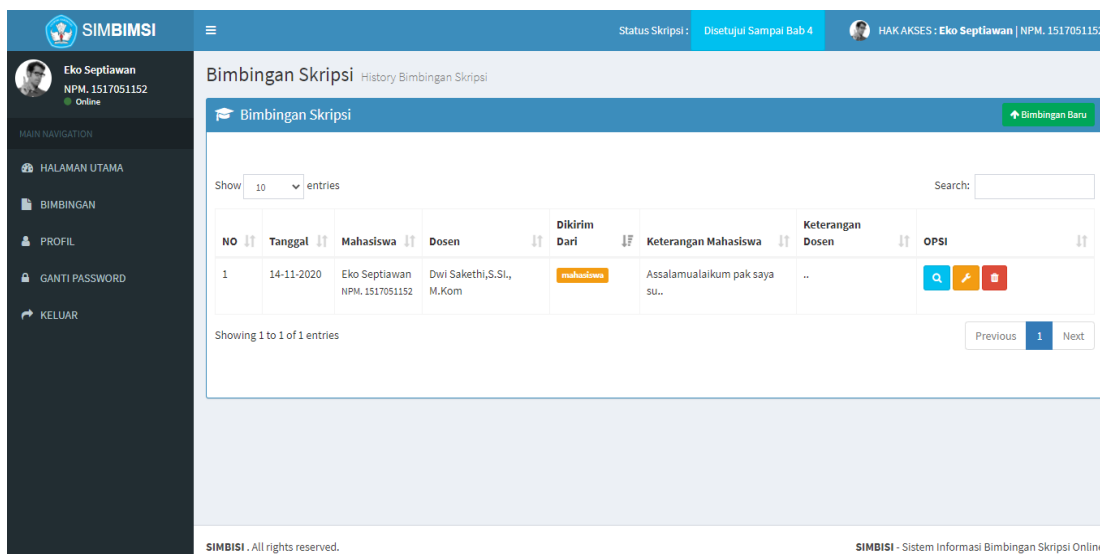 SIMBIMSI
Status Skripsi : Disetujui Sampai Bab 4 HAK AKSES : Eko Septiawan | NPM. 1517051152
Eko Septiawan
NPM. 1517051152
Online
MAIN NAVIGATION
HALAMAN UTAMA
BIMBINGAN
PROFIL
GANTI PASSWORD
KELUAR
Bimbingan Skripsi History Bimbingan Skripsi
Bimbingan Skripsi
Bimbingan Baru
Show 10 entries
Search:
NO Tanggal Mahasiswa Dosen Dikirim Dari Keterangan Mahasiswa Keterangan Dosen OPSI
1 14-11-2020 Eko Septiawan Dwi Sakethi,S.SI., mahasiswa Assalamualaikum pak saya ..
NPM. 1517051152 M.Kom su..
Showing 1 to 1 of 1 entries
Previous 1 Next
SIMBISI . All rights reserved.
SIMBISI - Sistem Informasi Bimbingan Skripsi Online